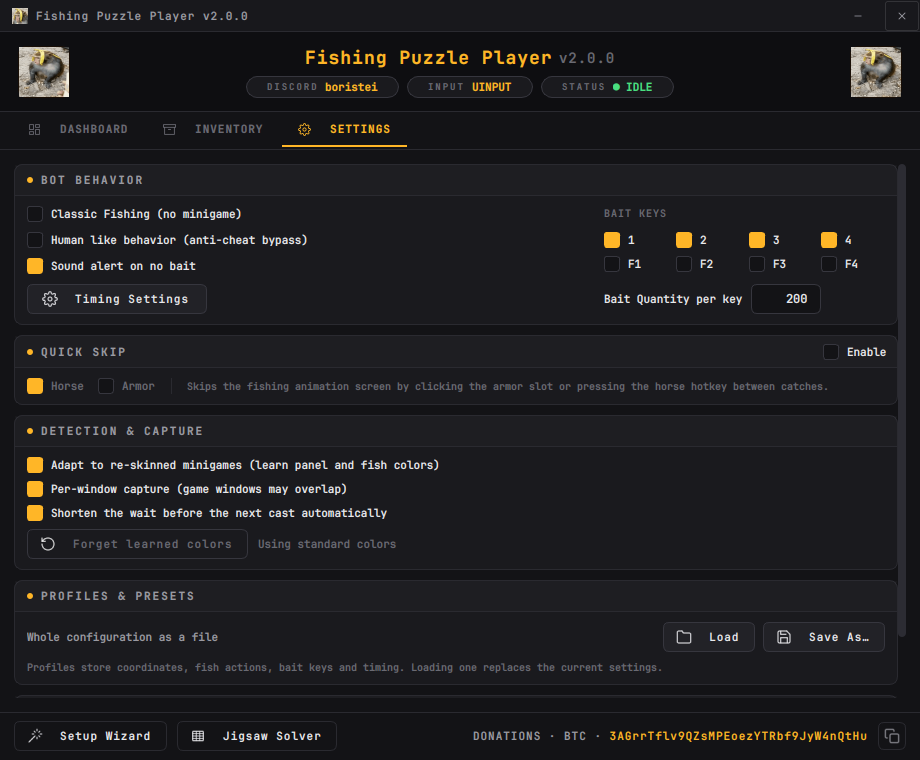 Fishing Puzzle Player v2.0.0
Fishing Puzzle Player v2.0.0
DISCORD boristei INPUT UINPUT STATUS IDLE
DASHBOARD INVENTORY SETTINGS
BOT BEHAVIOR
Classic Fishing (no minigame)
Human like behavior (anti-cheat bypass)
Sound alert on no bait
Timing Settings
BAIT KEYS
1 2 3 4
F1 F2 F3 F4
Bait Quantity per key 200
QUICK SKIP Enable
Horse Armor Skips the fishing animation screen by clicking the armor slot or pressing the horse hotkey between catches.
DETECTION & CAPTURE
Adapt to re-skinned minigames (learn panel and fish colors)
Per-window capture (game windows may overlap)
Shorten the wait before the next cast automatically
Forget learned colors Using standard colors
PROFILES & PRESETS
Whole configuration as a file Load Save As…
Profiles store coordinates, fish actions, bait keys and timing. Loading one replaces the current settings.
Setup Wizard Jigsaw Solver DONATIONS · BTC · 3AGrrTflv9QZsMPEoezYTRbf9JyW4nQtHu